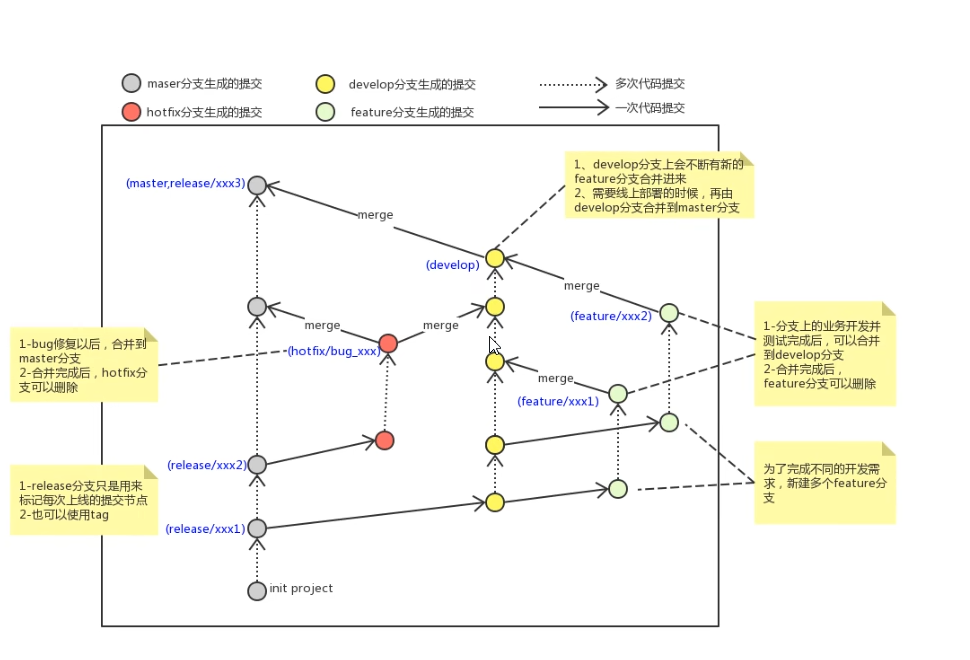 maser分支生成的提交
develop分支生成的提交
多次代码提交
hotfix分支生成的提交
feature分支生成的提交
一次代码提交
1、develop分支上会不断有新的
feature分支合并进来
2、需要线上部署的时候，再由
develop分支合并到master分支
(master,release/xxx3)
merge
(develop)
merge
(feature/xxx2)
merge
merge
1-分支上的业务开发并
测试完成后，可以合并
到develop分支
2-合并完成后，
feature分支可以删除
1-bug修复以后，合并到
master分支
2-合并完成后，hotfix分
支可以删除
(hotfix/bug_xxx)
merge
(feature/xxx1)
(release/xxx2)
为了完成不同的开发需
求，新建多个feature分
支
1-release分支只是用来
标记每次上线的提交节点
2-也可以使用tag
(release/xxx1)
init project